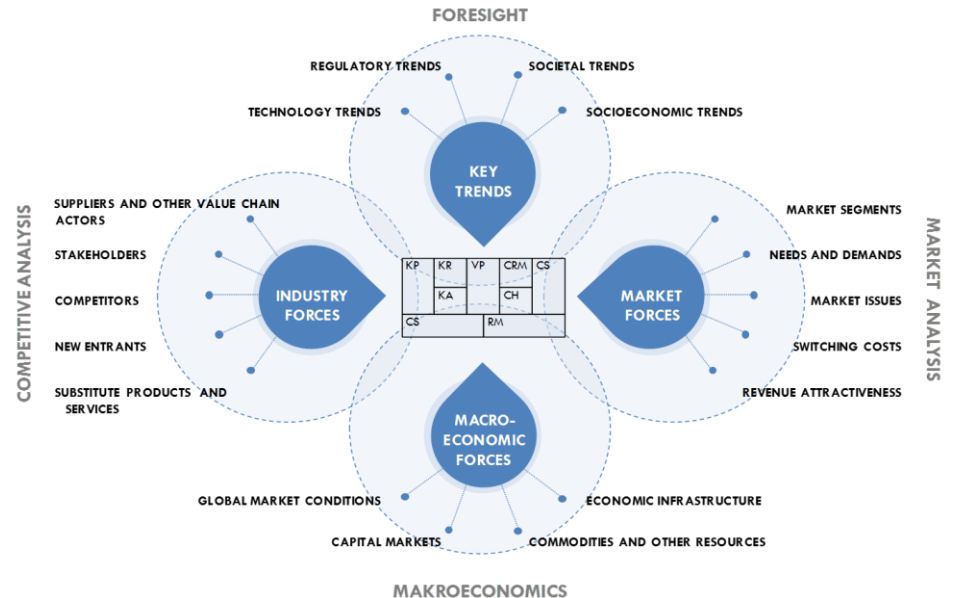 FORESIGHT
REGULATORY TRENDS
SOCIETAL TRENDS
TECHNOLOGY TRENDS
SOCIOECONOMIC TRENDS
KEY
TRENDS
COMPETITIVE ANALYSIS
SUPPLIERS AND OTHER VALUE CHAIN
ACTORS
STAKEHOLDERS
COMPETITORS
NEW ENTRANTS
SUBSTITUTE PRODUCTS AND
SERVICES
INDUSTRY
FORCES
KP KR VP CRM CS
KA CH
CS RM
MARKET
FORCES
MARKET SEGMENTS
NEEDS AND DEMANDS
MARKET ISSUES
SWITCHING COSTS
REVENUE ATTRACTIVENESS
MARKET ANALYSIS
MACRO-
ECONOMIC
FORCES
GLOBAL MARKET CONDITIONS
ECONOMIC INFRASTRUCTURE
CAPITAL MARKETS
COMMODITIES AND OTHER RESOURCES
MAKROECONOMICS